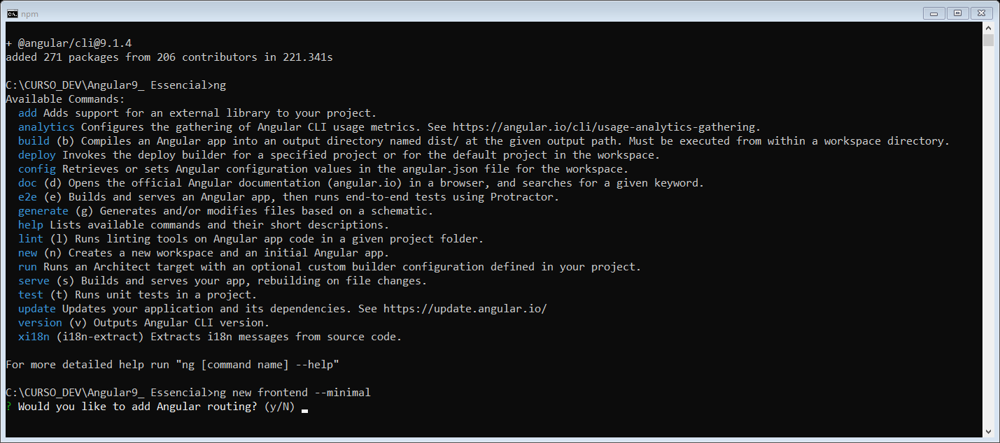 npm
+ @angular/cli@9.1.4
added 271 packages from 206 contributors in 221.341s
C:\CURSO_DEV\Angular9_ Essencial>ng
Available Commands:
  add Adds support for an external library to your project.
  analytics Configures the gathering of Angular CLI usage metrics. See https://angular.io/cli/usage-analytics-gathering.
  build (b) Compiles an Angular app into an output directory named dist/ at the given output path. Must be executed from within a workspace directory.
  deploy Invokes the deploy builder for a specified project or for the default project in the workspace.
  config Retrieves or sets Angular configuration values in the angular.json file for the workspace.
  doc (d) Opens the official Angular documentation (angular.io) in a browser, and searches for a given keyword.
  e2e (e) Builds and serves an Angular app, then runs end-to-end tests using Protractor.
  generate (g) Generates and/or modifies files based on a schematic.
  help Lists available commands and their short descriptions.
  lint (l) Runs linting tools on Angular app code in a given project folder.
  new (n) Creates a new workspace and an initial Angular app.
  run Runs an Architect target with an optional custom builder configuration defined in your project.
  serve (s) Builds and serves your app, rebuilding on file changes.
  test (t) Runs unit tests in a project.
  update Updates your application and its dependencies. See https://update.angular.io/
  version (v) Outputs Angular CLI version.
  xi18n (i18n-extract) Extracts i18n messages from source code.
For more detailed help run "ng [command name] --help"
C:\CURSO_DEV\Angular9_ Essencial>ng new frontend --minimal
? Would you like to add Angular routing? (y/N)